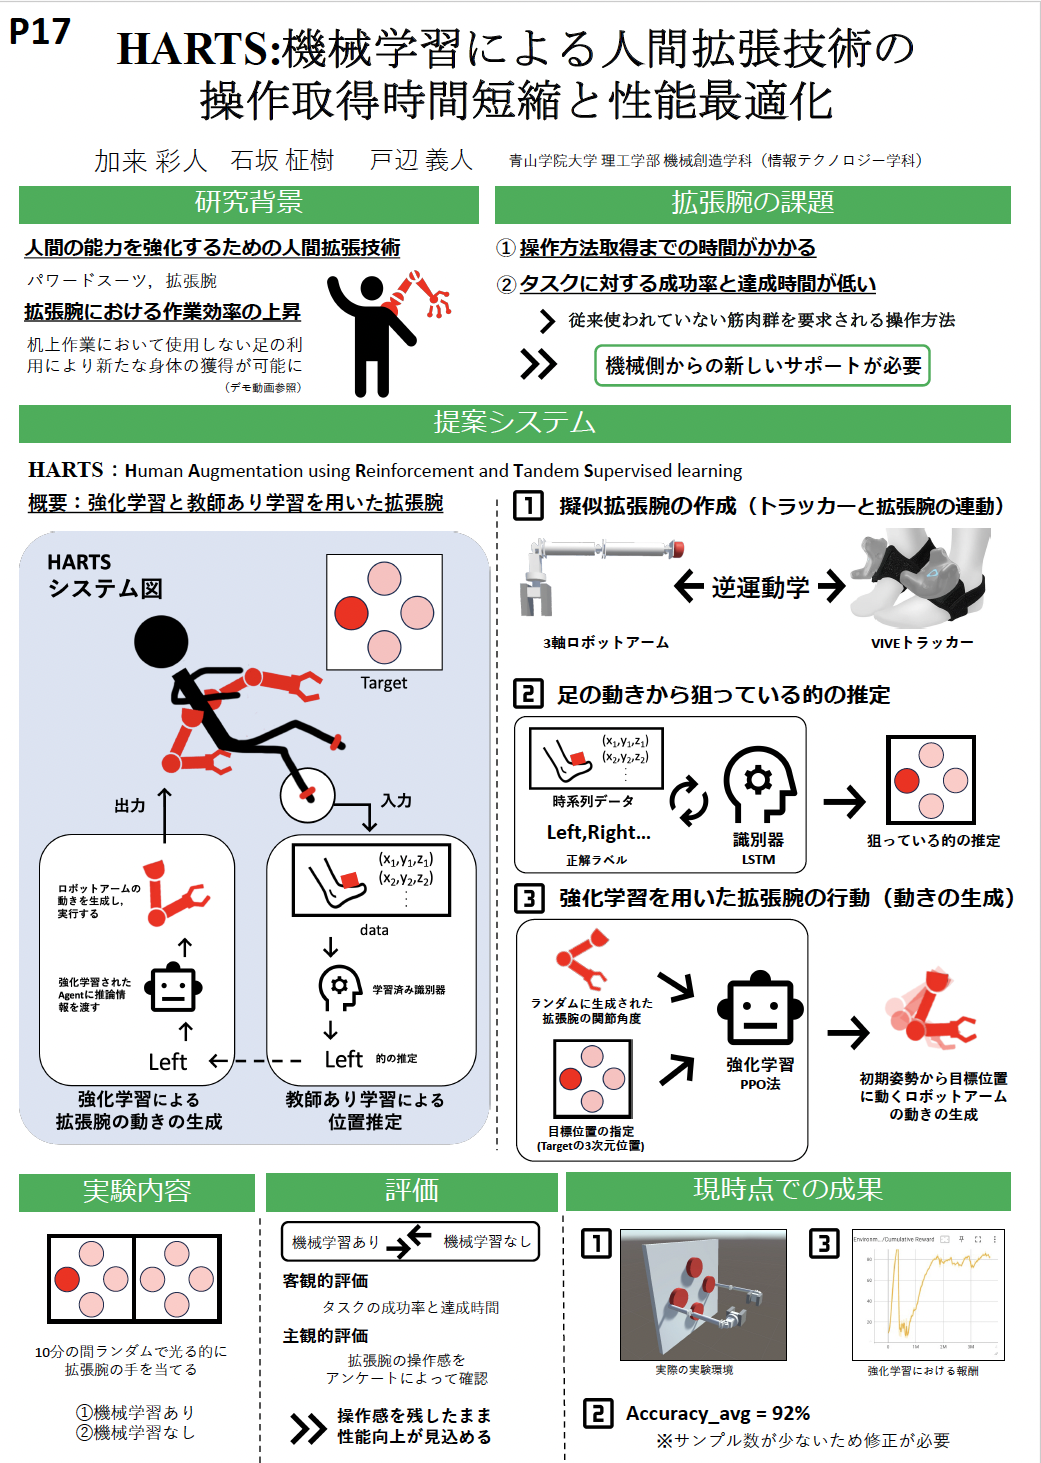 P17
HARTS:機械学習による人間拡張技術の
操作取得時間短縮と性能最適化
加来 彩人 石坂 柾樹 戸辺 義人 青山学院大学 理工学部 機械創造学科（情報テクノロジー学科）
研究背景
人間の能力を強化するための人間拡張技術
パワードスーツ，拡張腕
拡張腕における作業効率の上昇
机上作業において使用しない足の利
用により新たな身体の獲得が可能に
（デモ動画参照）
拡張腕の課題
① 操作方法取得までの時間がかかる
② タスクに対する成功率と達成時間が低い
従来使われていない筋肉群を要求される操作方法
機械側からの新しいサポートが必要
提案システム
HARTS：Human Augmentation using Reinforcement and Tandem Supervised learning
概要：強化学習と教師あり学習を用いた拡張腕
HARTS
システム図
Target
出力
入力
ロボットアームの
動きを生成し，
実行する
強化学習された
Agentに推論情
報を渡す
Left
強化学習による
拡張腕の動きの生成
(x1,y1,z1)
(x2,y2,z2)
⋮
data
学習済み識別器
Left 的の推定
教師あり学習による
位置推定
1 擬似拡張腕の作成（トラッカーと拡張腕の連動）
逆運動学
3軸ロボットアーム
VIVEトラッカー
2 足の動きから狙っている的の推定
(x1,y1,z1)
(x2,y2,z2)
⋮
時系列データ
Left,Right...
正解ラベル
識別器
LSTM
狙っている的の推定
3 強化学習を用いた拡張腕の行動（動きの生成）
ランダムに生成された
拡張腕の関節角度
目標位置の指定
(Targetの3次元位置)
強化学習
PPO法
初期姿勢から目標位置
に動くロボットアーム
の動きの生成
実験内容
10分の間ランダムで光る的に
拡張腕の手を当てる
①機械学習あり
②機械学習なし
評価
機械学習あり 機械学習なし
客観的評価
タスクの成功率と達成時間
主観的評価
拡張腕の操作感を
アンケートによって確認
操作感を残したまま
性能向上が見込める
現時点での成果
1
実際の実験環境
3
Environm.../Cumulative Reward
80
60
40
20
0 1M 2M 3M
強化学習における報酬
2 Accuracy_avg = 92%
※サンプル数が少ないため修正が必要